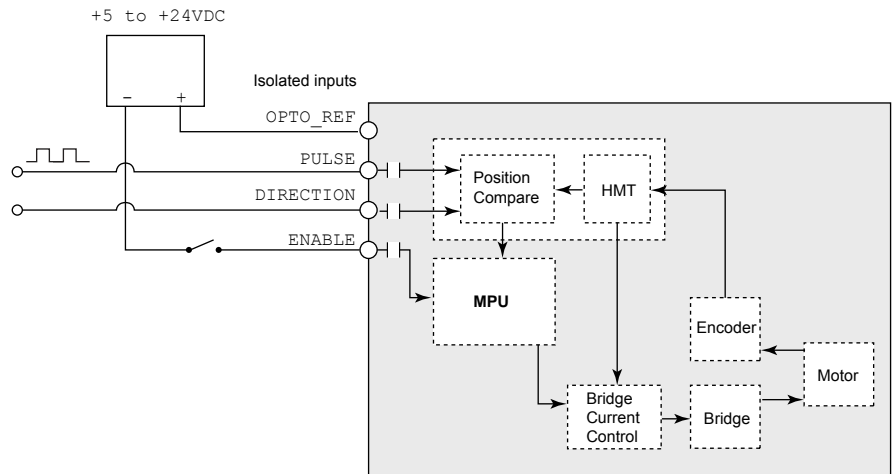 +5 to +24VDC
− +
Isolated inputs
OPTO_REF
PULSE
DIRECTION
ENABLE
Position
Compare
HMT
MPU
Encoder
Motor
Bridge
Current
Control
Bridge